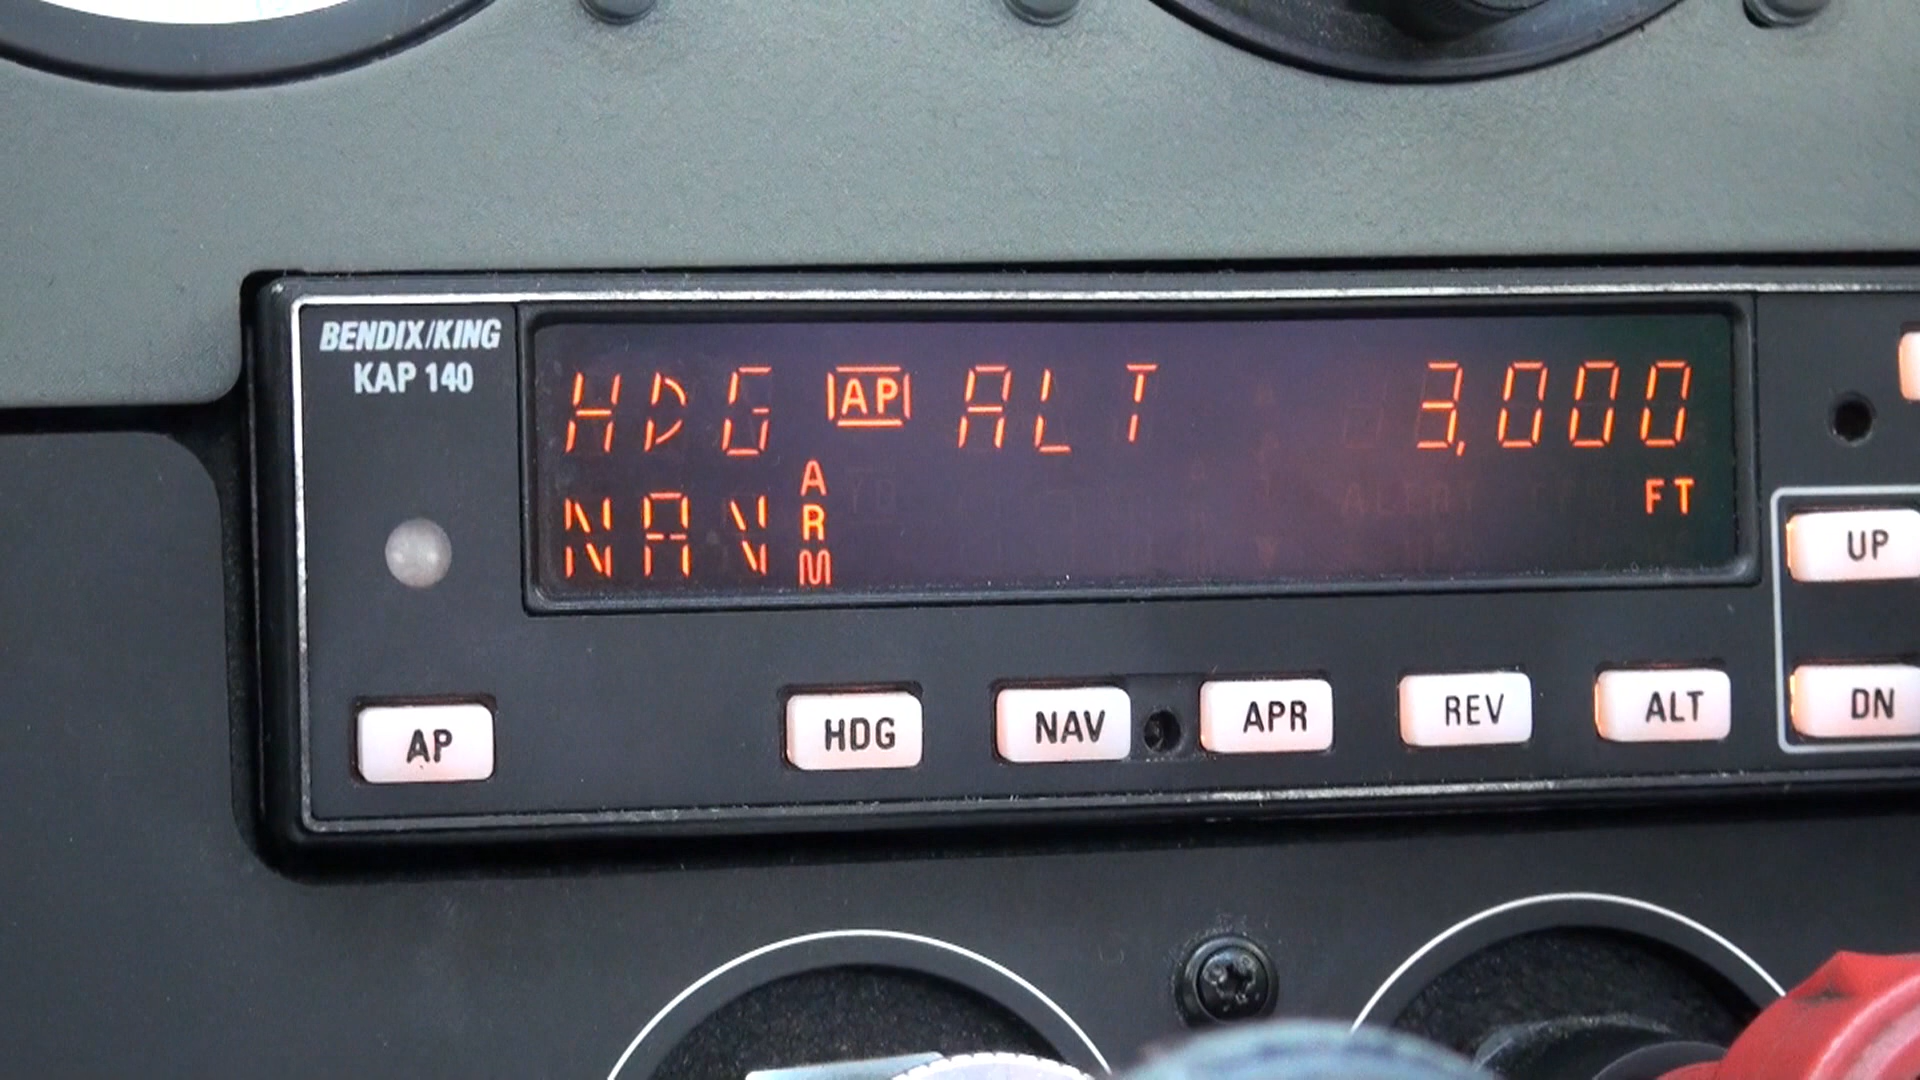 BENDIX/KING
KAP 140
HDG AP ALT 3,000
NAV ARM FT
UP
DN
AP HDG NAV APR REV ALT